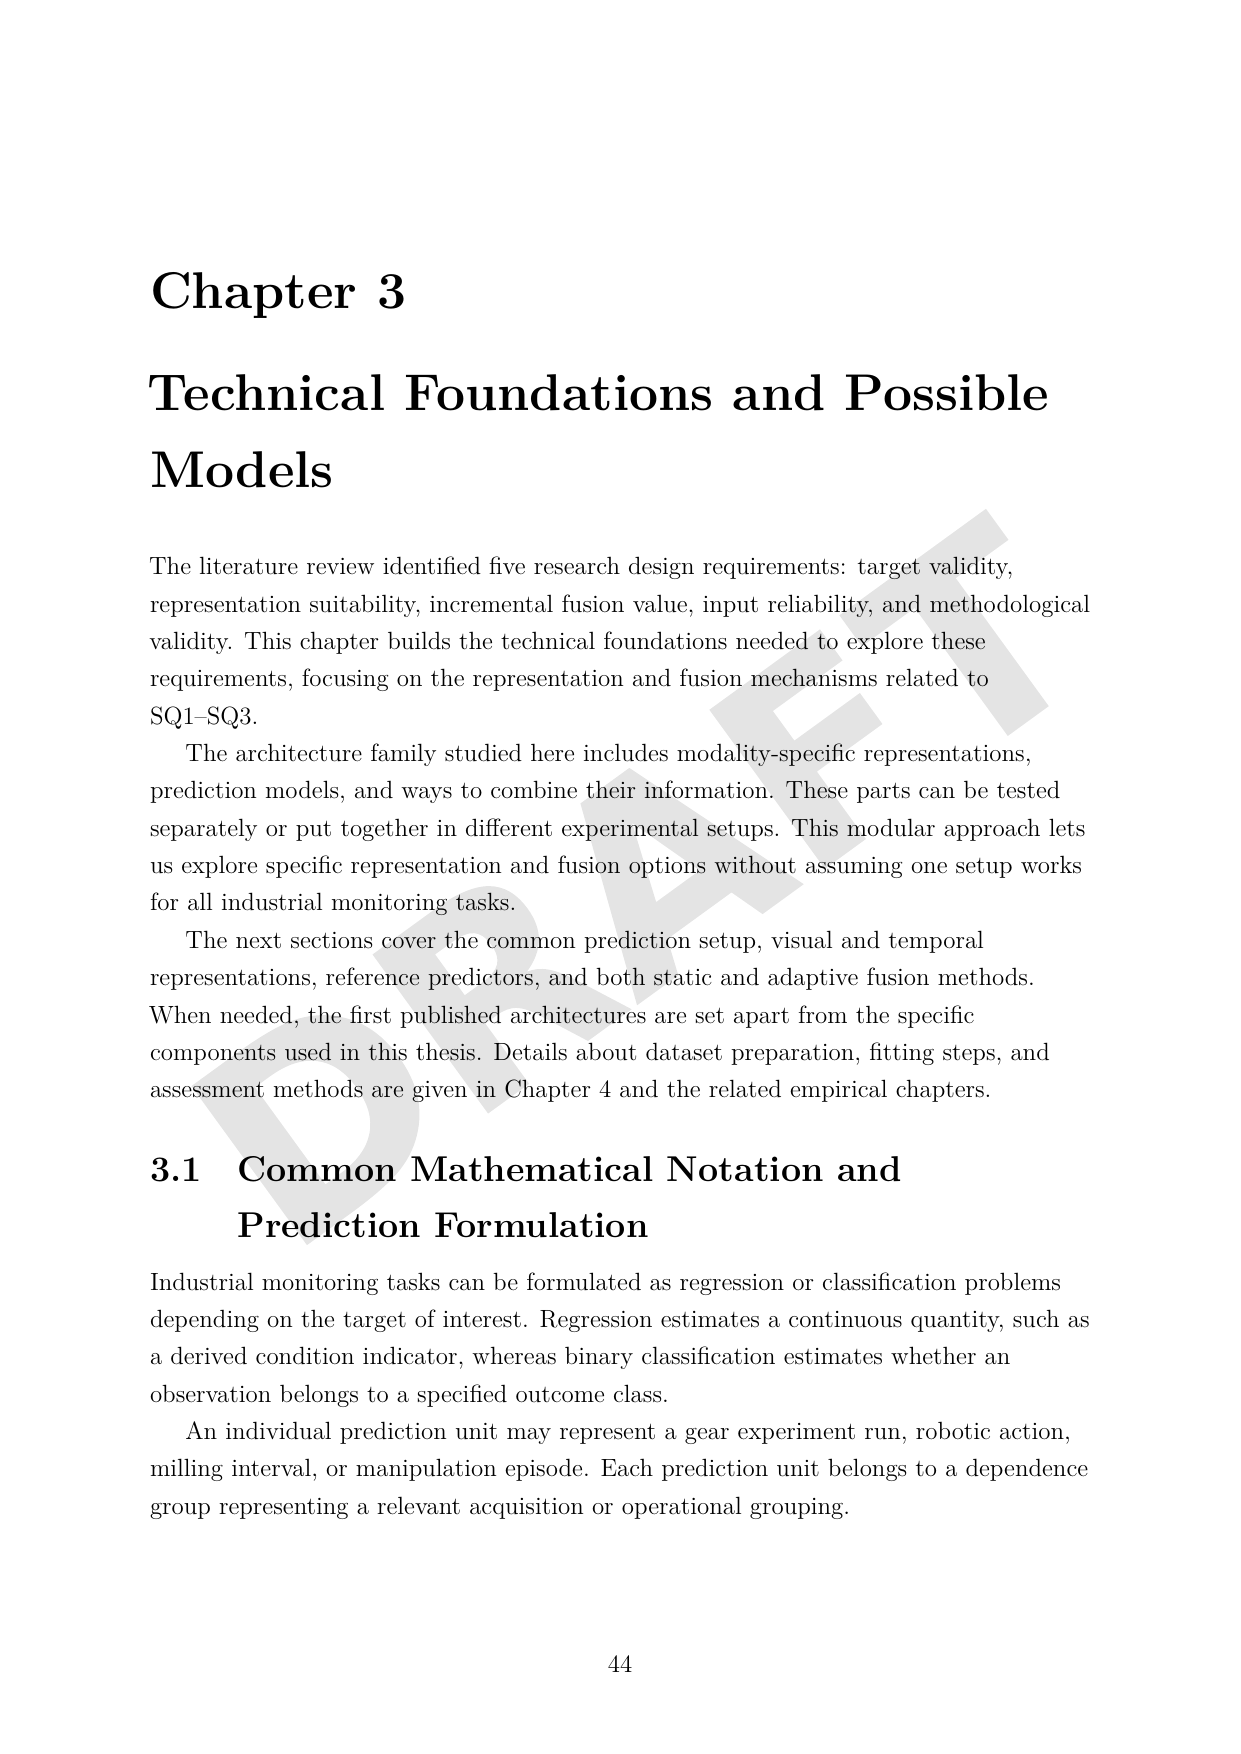 Chapter 3
Technical Foundations and Possible
Models
The literature review identified five research design requirements: target validity,
representation suitability, incremental fusion value, input reliability, and methodological
validity. This chapter builds the technical foundations needed to explore these
requirements, focusing on the representation and fusion mechanisms related to
SQ1–SQ3.
The architecture family studied here includes modality-specific representations,
prediction models, and ways to combine their information. These parts can be tested
separately or put together in different experimental setups. This modular approach lets
us explore specific representation and fusion options without assuming one setup works
for all industrial monitoring tasks.
The next sections cover the common prediction setup, visual and temporal
representations, reference predictors, and both static and adaptive fusion methods.
When needed, the first published architectures are set apart from the specific
components used in this thesis. Details about dataset preparation, fitting steps, and
assessment methods are given in Chapter 4 and the related empirical chapters.
3.1 Common Mathematical Notation and
Prediction Formulation
Industrial monitoring tasks can be formulated as regression or classification problems
depending on the target of interest. Regression estimates a continuous quantity, such as
a derived condition indicator, whereas binary classification estimates whether an
observation belongs to a specified outcome class.
An individual prediction unit may represent a gear experiment run, robotic action,
milling interval, or manipulation episode. Each prediction unit belongs to a dependence
group representing a relevant acquisition or operational grouping.
44
DRAFT